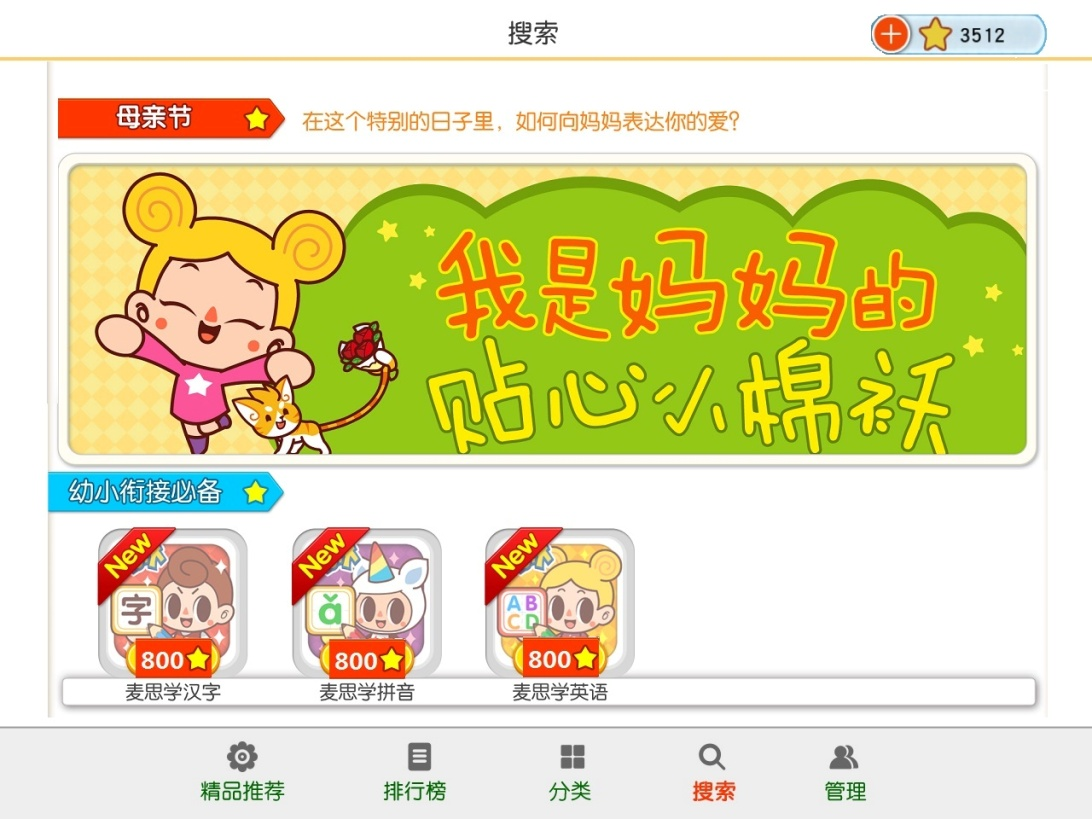 搜索
3512
母亲节
在这个特别的日子里，如何向妈妈表达你的爱?
我是妈妈的
贴心小棉袄
幼小衔接必备
New
New
New
字
ǎ
AB
CD
800
800
800
麦思学汉字
麦思学拼音
麦思学英语
精品推荐
排行榜
分类
搜索
管理